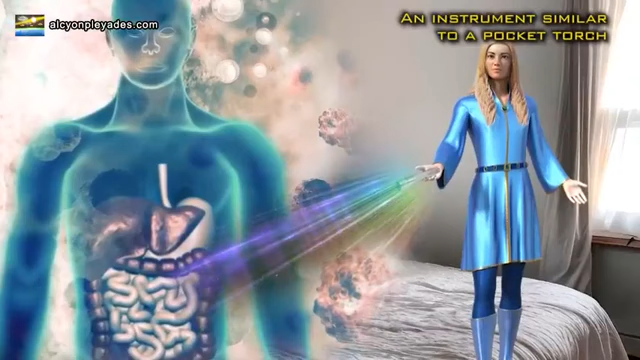 alcyonpleyades.com
AN INSTRUMENT SIMILAR
TO A POCKET TORCH